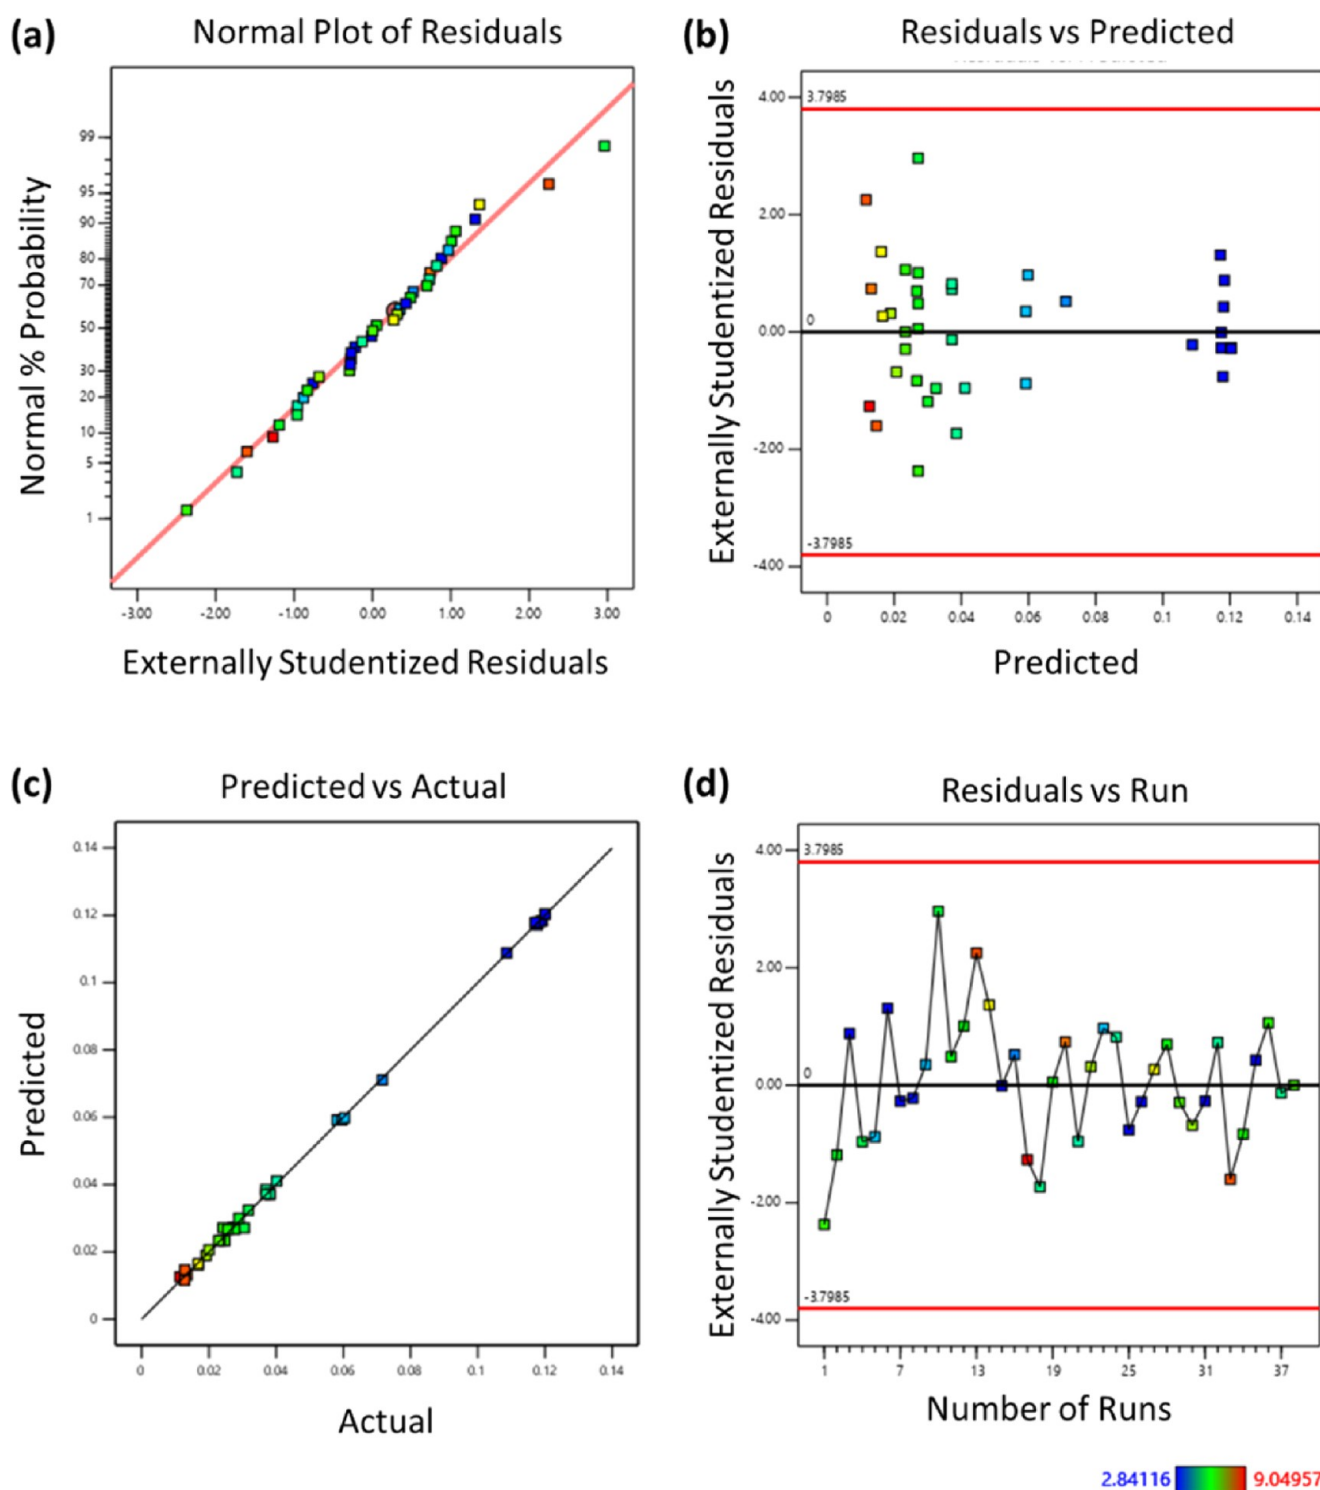 (a) Normal Plot of Residuals
Normal % Probability
99
95
90
80
70
50
30
20
10
5
1
-3.00 -2.00 -1.00 0.00 1.00 2.00 3.00
Externally Studentized Residuals
(b) Residuals vs Predicted
Externally Studentized Residuals
4.00
2.00
0.00
-2.00
-4.00
3.7985
0
-3.7985
0 0.02 0.04 0.06 0.08 0.1 0.12 0.14
Predicted
(c) Predicted vs Actual
Predicted
0.14
0.12
0.1
0.08
0.06
0.04
0.02
0
0 0.02 0.04 0.06 0.08 0.1 0.12 0.14
Actual
(d) Residuals vs Run
Externally Studentized Residuals
4.00
2.00
0.00
-2.00
-4.00
3.7985
0
-3.7985
1 7 13 19 25 31 37
Number of Runs
2.84116 9.04957